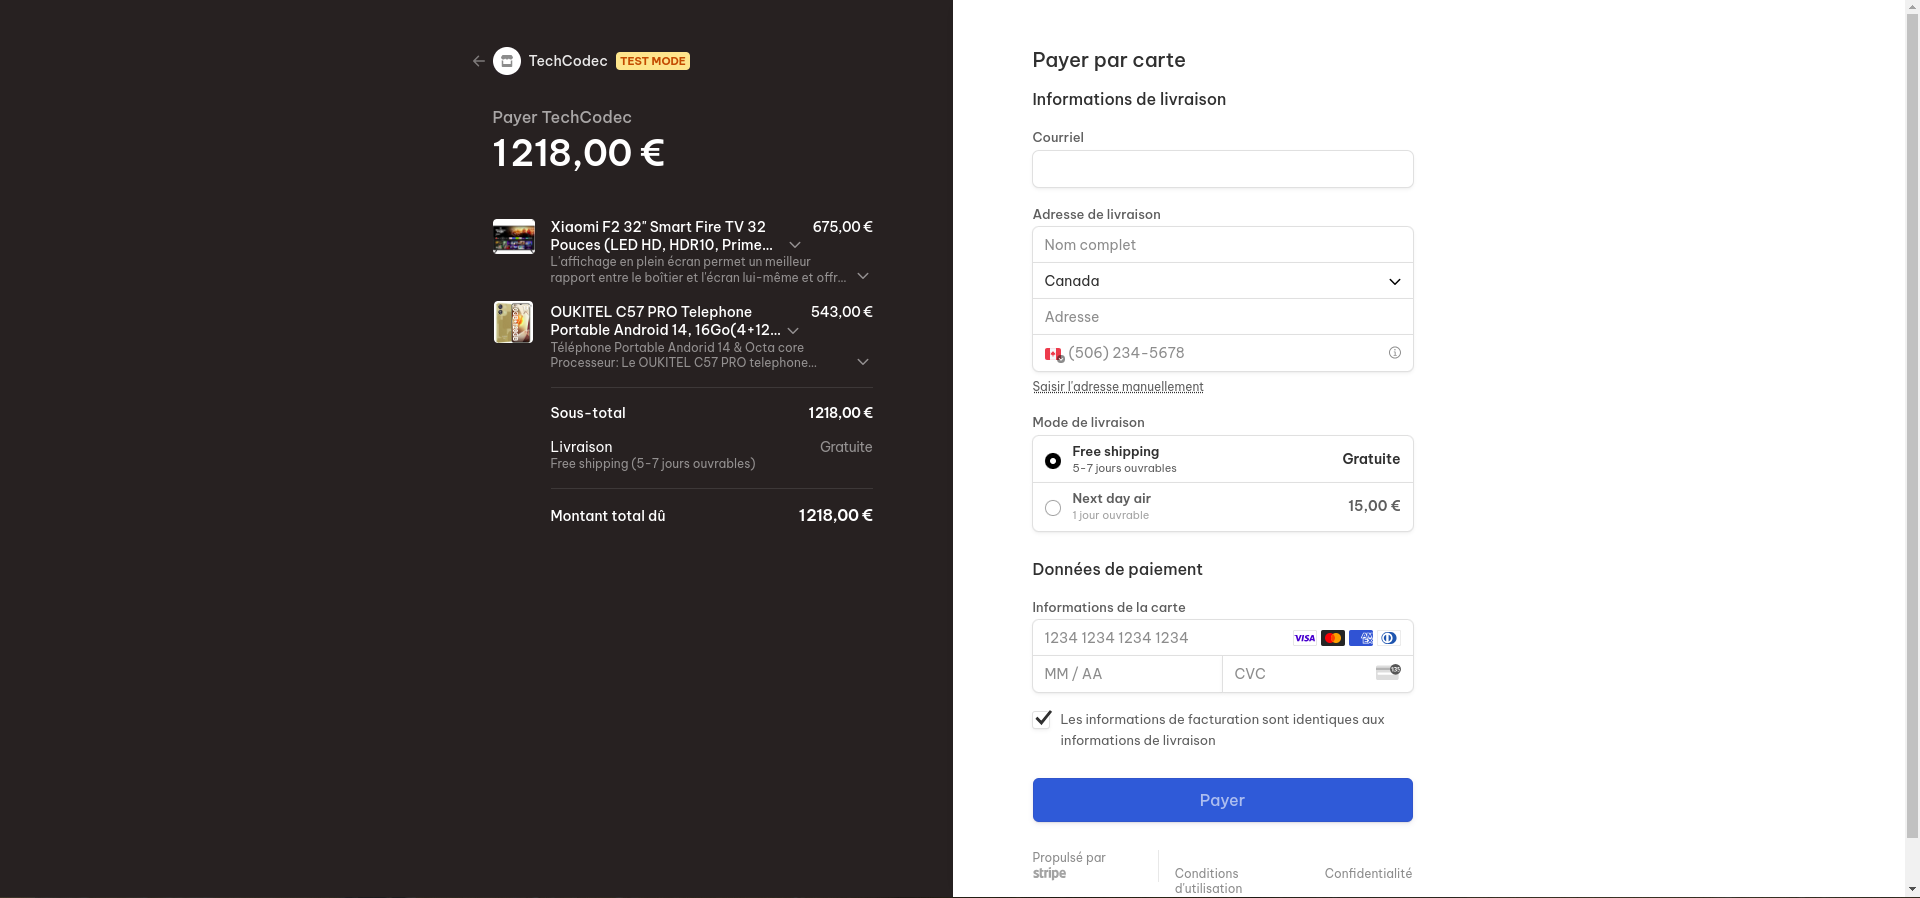 TechCodec TEST MODE
Payer TechCodec
1 218,00 €
Xiaomi F2 32" Smart Fire TV 32 675,00 €
Pouces (LED HD, HDR10, Prime...
L'affichage en plein écran permet un meilleur
rapport entre le boîtier et l'écran lui-même et offr...
OUKITEL C57 PRO Telephone 543,00 €
Portable Android 14, 16Go(4+12...
Téléphone Portable Andorid 14 & Octa core
Processeur: Le OUKITEL C57 PRO telephone...
Sous-total 1 218,00 €
Livraison Gratuite
Free shipping (5-7 jours ouvrables)
Montant total dû 1 218,00 €
Payer par carte
Informations de livraison
Courriel
Adresse de livraison
Nom complet
Canada
Adresse
(506) 234-5678
Saisir l'adresse manuellement
Mode de livraison
Free shipping Gratuite
5-7 jours ouvrables
Next day air 15,00 €
1 jour ouvrable
Données de paiement
Informations de la carte
1234 1234 1234 1234 VISA
MM / AA CVC
Les informations de facturation sont identiques aux
informations de livraison
Payer
Propulsé par
stripe
Conditions Confidentialité
d'utilisation